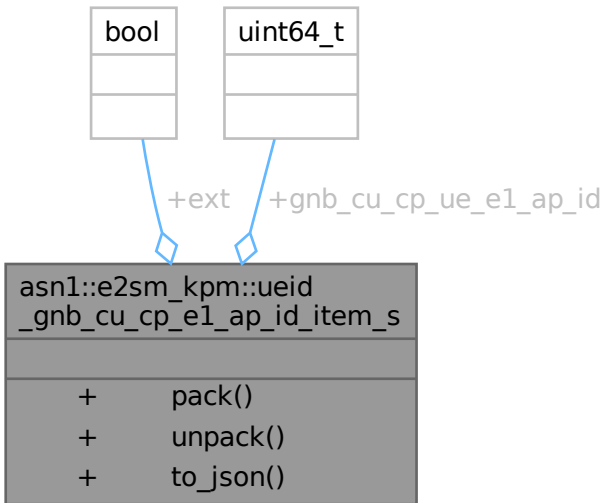 bool
uint64_t
+ext
+gnb_cu_cp_ue_e1_ap_id
asn1::e2sm_kpm::ueid
_gnb_cu_cp_e1_ap_id_item_s
+ pack()
+ unpack()
+ to_json()